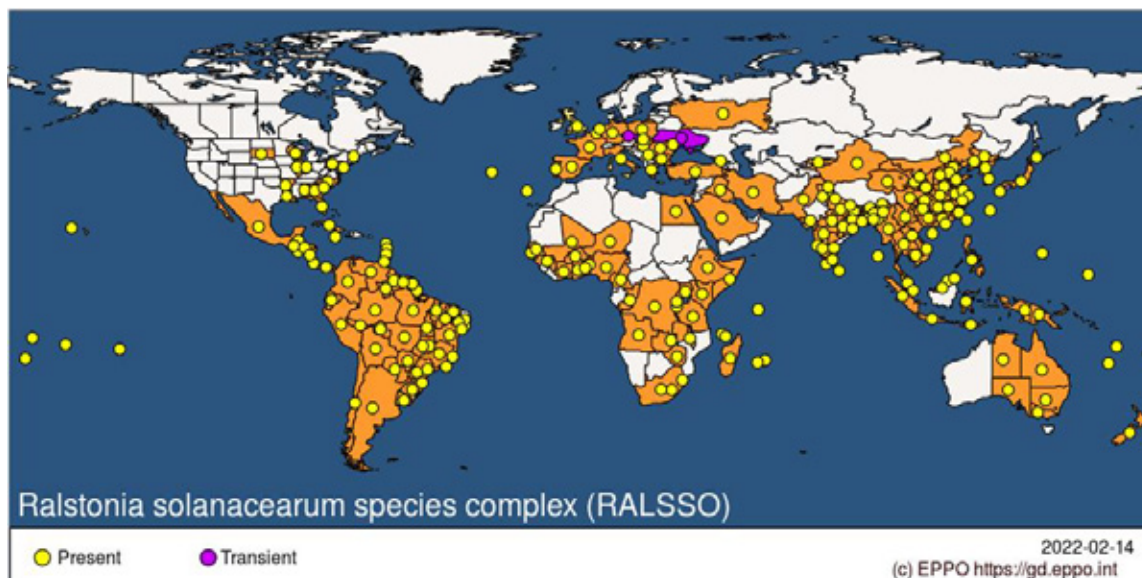 Ralstonia solanacearum species complex (RALSSO)
Present
Transient
2022-02-14
(c) EPPO https://gd.eppo.int